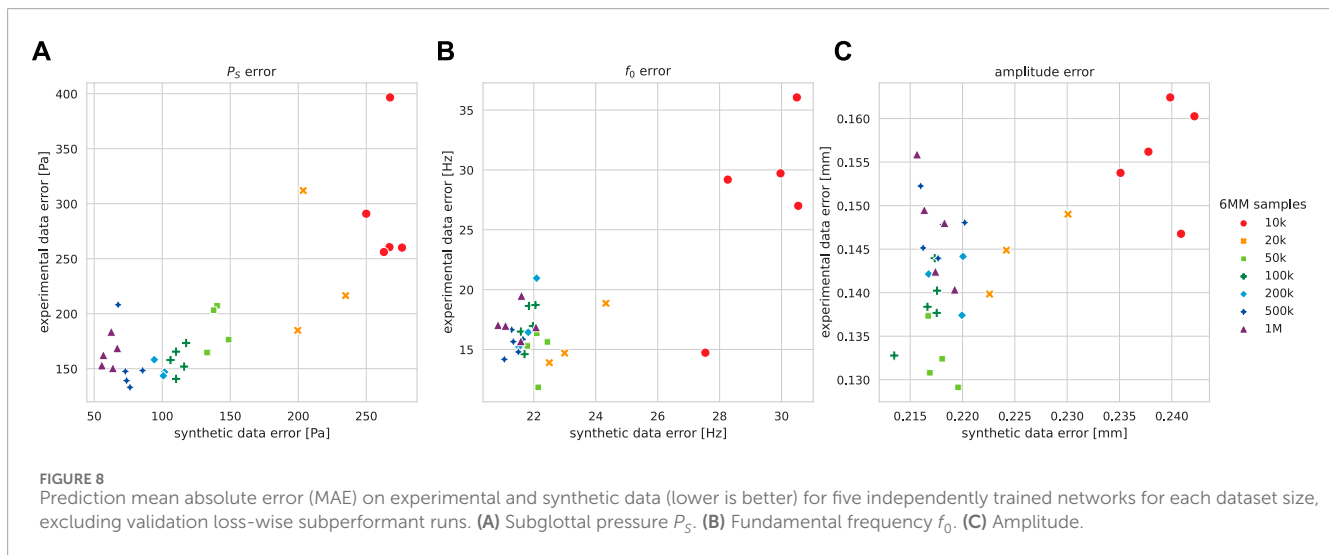 A
B
C
P_S error
f_0 error
amplitude error
experimental data error [Pa]
400
350
300
250
200
150
50
100
150
200
250
synthetic data error [Pa]
experimental data error [Hz]
35
30
25
20
15
22
24
26
28
30
synthetic data error [Hz]
experimental data error [mm]
0.160
0.155
0.150
0.145
0.140
0.135
0.130
0.215
0.220
0.225
0.230
0.235
0.240
synthetic data error [mm]
6MM samples
10k
20k
50k
100k
200k
500k
1M
FIGURE 8
Prediction mean absolute error (MAE) on experimental and synthetic data (lower is better) for five independently trained networks for each dataset size,
excluding validation loss-wise subperformant runs. (A) Subglottal pressure P_S. (B) Fundamental frequency f_0. (C) Amplitude.